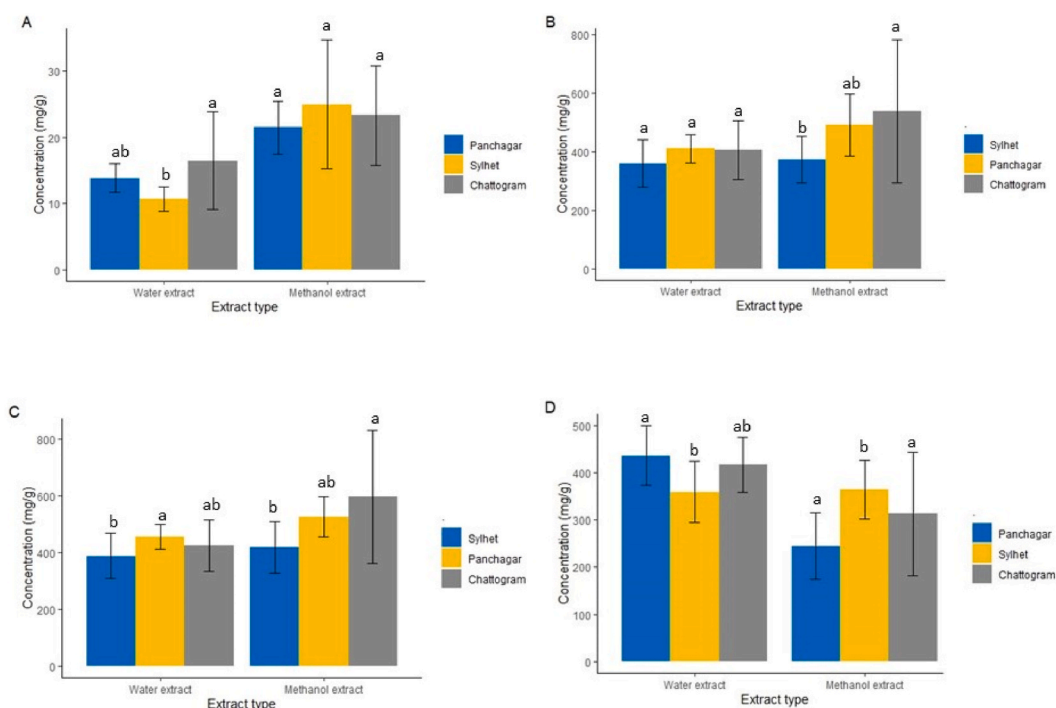 A
Concentration (mg/g)
30
20
10
0
ab
b
a
a
a
a
Water extract
Methanol extract
Extract type
Panchagar
Sylhet
Chattogram
B
Concentration (mg/g)
800
600
400
200
0
a
a
a
b
ab
a
Water extract
Methanol extract
Extract type
Sylhet
Panchagar
Chattogram
C
Concentration (mg/g)
800
600
400
200
0
b
a
ab
b
ab
a
Water extract
Methanol extract
Extract type
Sylhet
Panchagar
Chattogram
D
Concentration (mg/g)
500
400
300
200
100
0
a
b
ab
a
b
a
Water extract
Methanol extract
Extract type
Panchagar
Sylhet
Chattogram